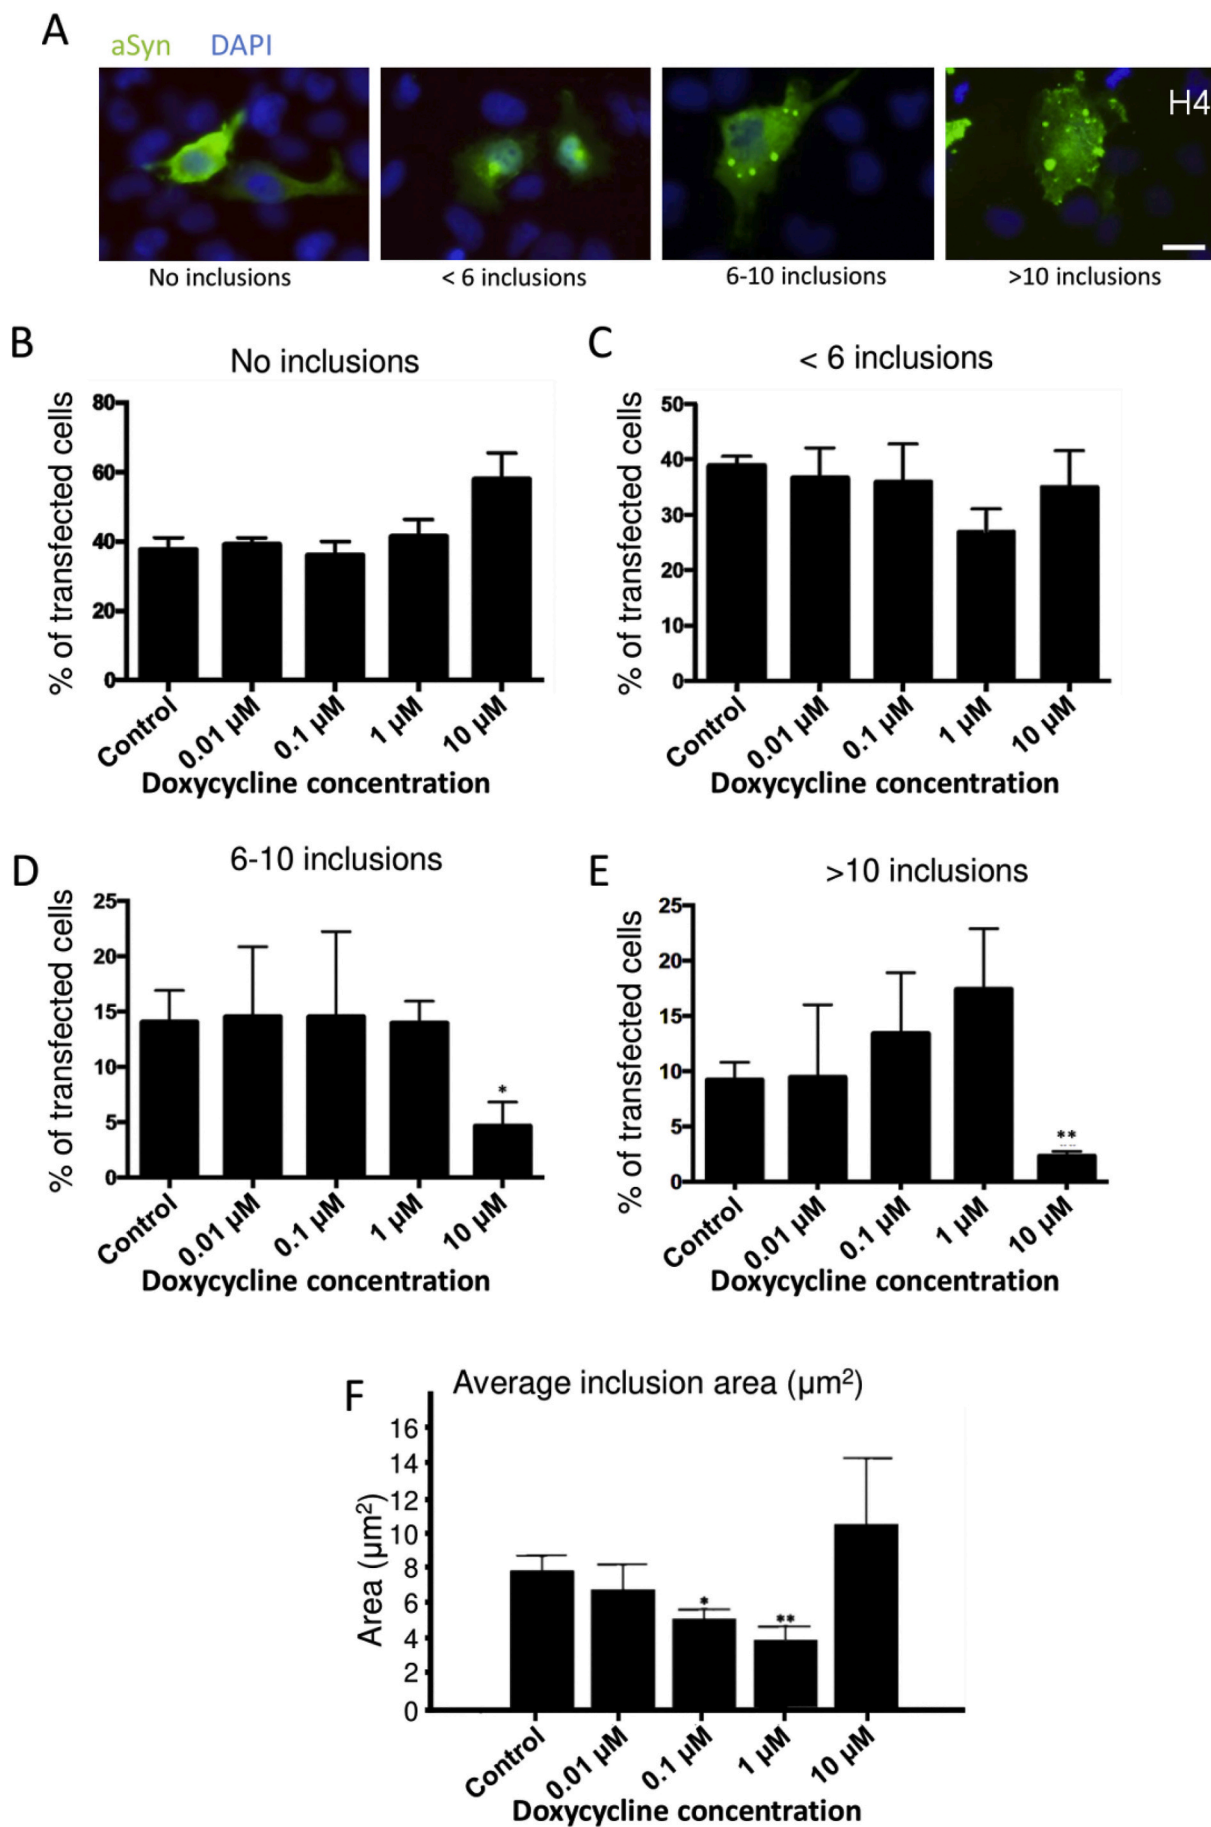 A
aSyn DAPI
H4
No inclusions
< 6 inclusions
6-10 inclusions
>10 inclusions
B
No inclusions
% of transfected cells
80
60
40
20
0
Control
0.01 µM
0.1 µM
1 µM
10 µM
Doxycycline concentration
C
< 6 inclusions
% of transfected cells
50
40
30
20
10
0
Control
0.01 µM
0.1 µM
1 µM
10 µM
Doxycycline concentration
D
6-10 inclusions
% of transfected cells
25
20
15
10
5
0
*
Control
0.01 µM
0.1 µM
1 µM
10 µM
Doxycycline concentration
E
>10 inclusions
% of transfected cells
25
20
15
10
5
0
**
Control
0.01 µM
0.1 µM
1 µM
10 µM
Doxycycline concentration
F
Average inclusion area (µm²)
Area (µm²)
16
14
12
10
8
6
4
2
0
*
**
Control
0.01 µM
0.1 µM
1 µM
10 µM
Doxycycline concentration